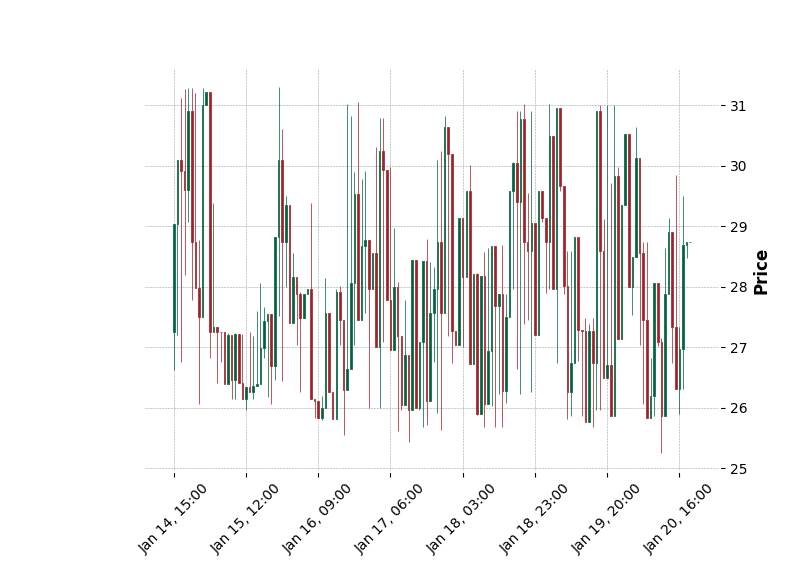 31
30
29
28
27
26
25
Price
Jan 14, 15:00
Jan 15, 12:00
Jan 16, 09:00
Jan 17, 06:00
Jan 18, 03:00
Jan 18, 23:00
Jan 19, 20:00
Jan 20, 16:00